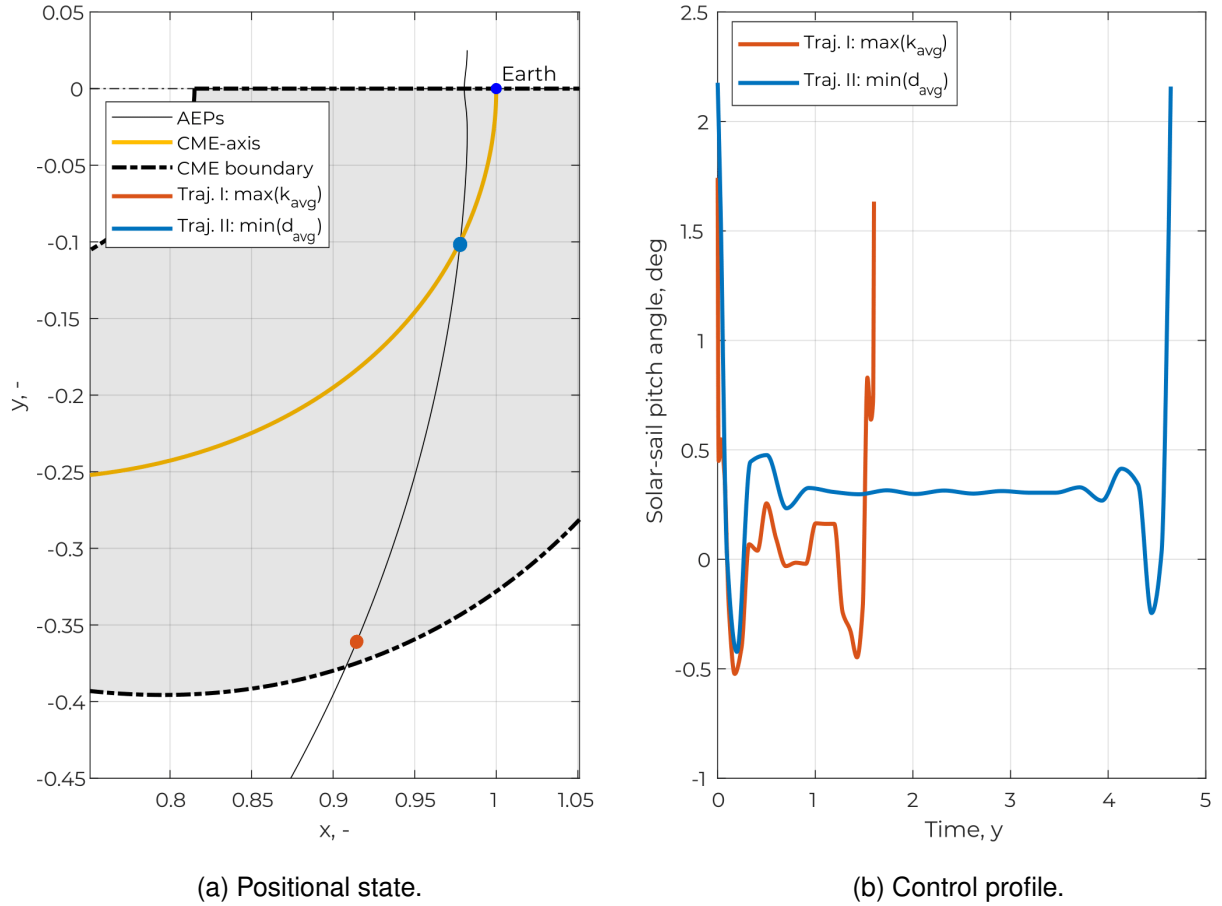 0.05
0
-0.05
-0.1
-0.15
-0.2
-0.25
-0.3
-0.35
-0.4
-0.45
y, -
Earth
AEPs
CME-axis
CME boundary
Traj. I: max(k_avg)
Traj. II: min(d_avg)
0.8
0.85
0.9
0.95
1
1.05
x, -
(a) Positional state.
2.5
2
1.5
1
0.5
0
-0.5
-1
Solar-sail pitch angle, deg
Traj. I: max(k_avg)
Traj. II: min(d_avg)
0
1
2
3
4
5
Time, y
(b) Control profile.